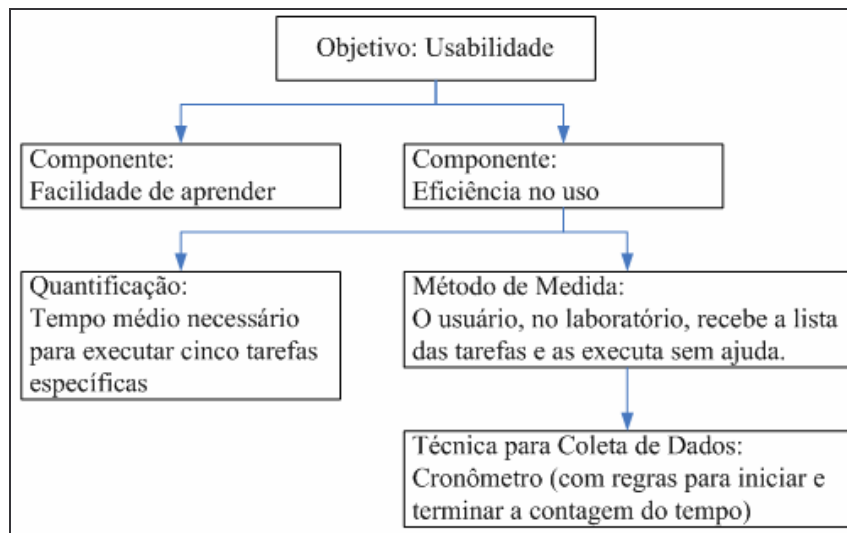 Objetivo: Usabilidade
Componente:
Facilidade de aprender
Componente:
Eficiência no uso
Quantificação:
Tempo médio necessário
para executar cinco tarefas
específicas
Método de Medida:
O usuário, no laboratório, recebe a lista
das tarefas e as executa sem ajuda.
Técnica para Coleta de Dados:
Cronômetro (com regras para iniciar e
terminar a contagem do tempo)